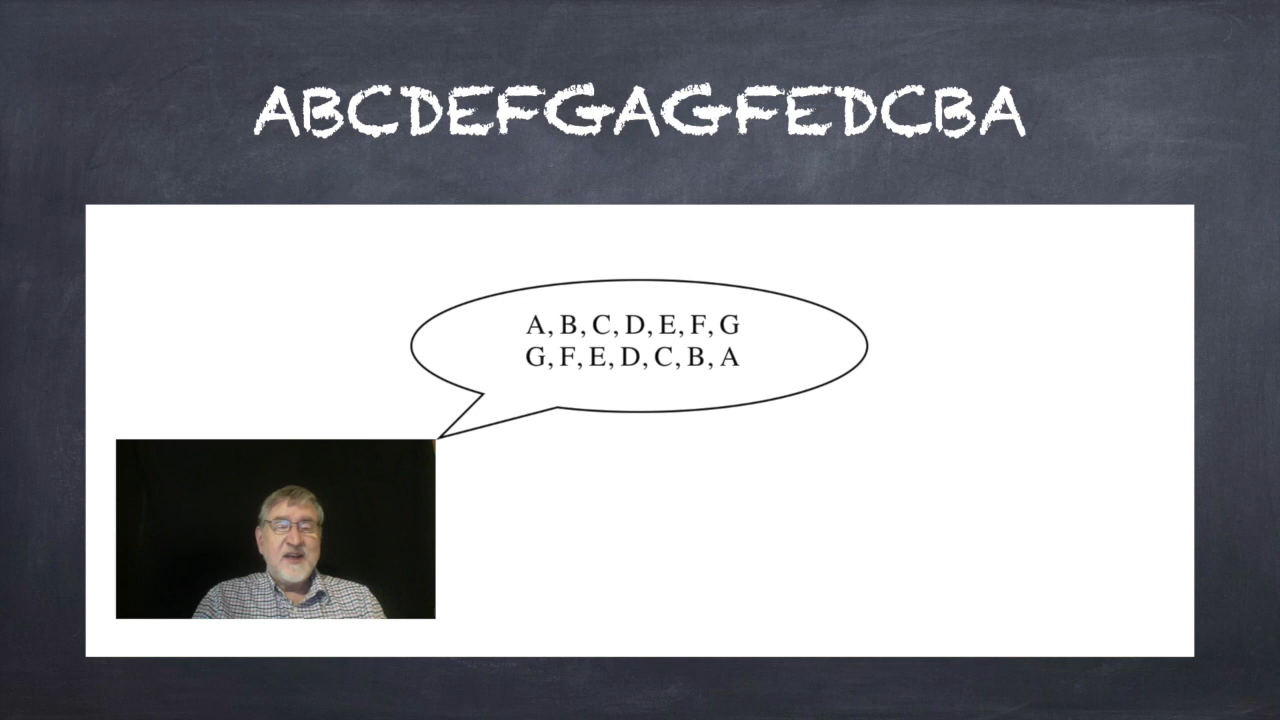 ABCDEFGAGFEDCBA
A, B, C, D, E, F, G
G, F, E, D, C, B, A